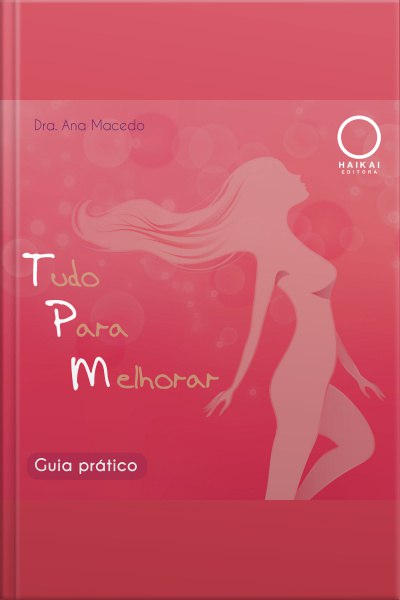 Dra. Ana Macedo
HAIKAI
EDITORA
Tudo
Para
Melhorar
Guia prático